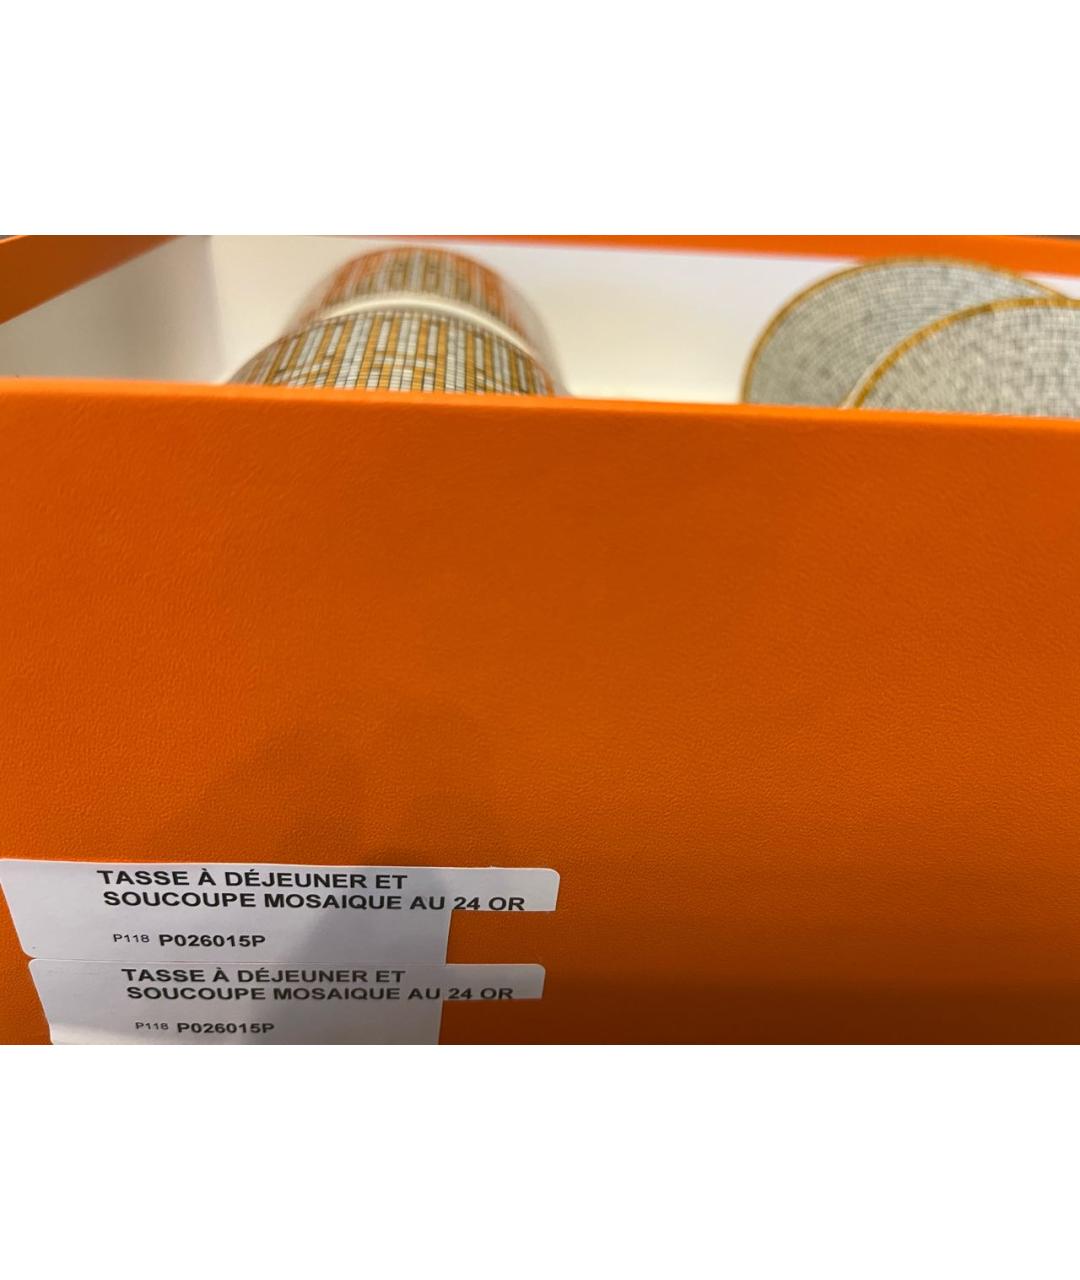 TASSE À DÉJEUNER ET
SOUCOUPE MOSAIQUE AU 24 OR
P118 P026015P
TASSE À DÉJEUNER ET
SOUCOUPE MOSAIQUE AU 24 OR
P118 P026015P